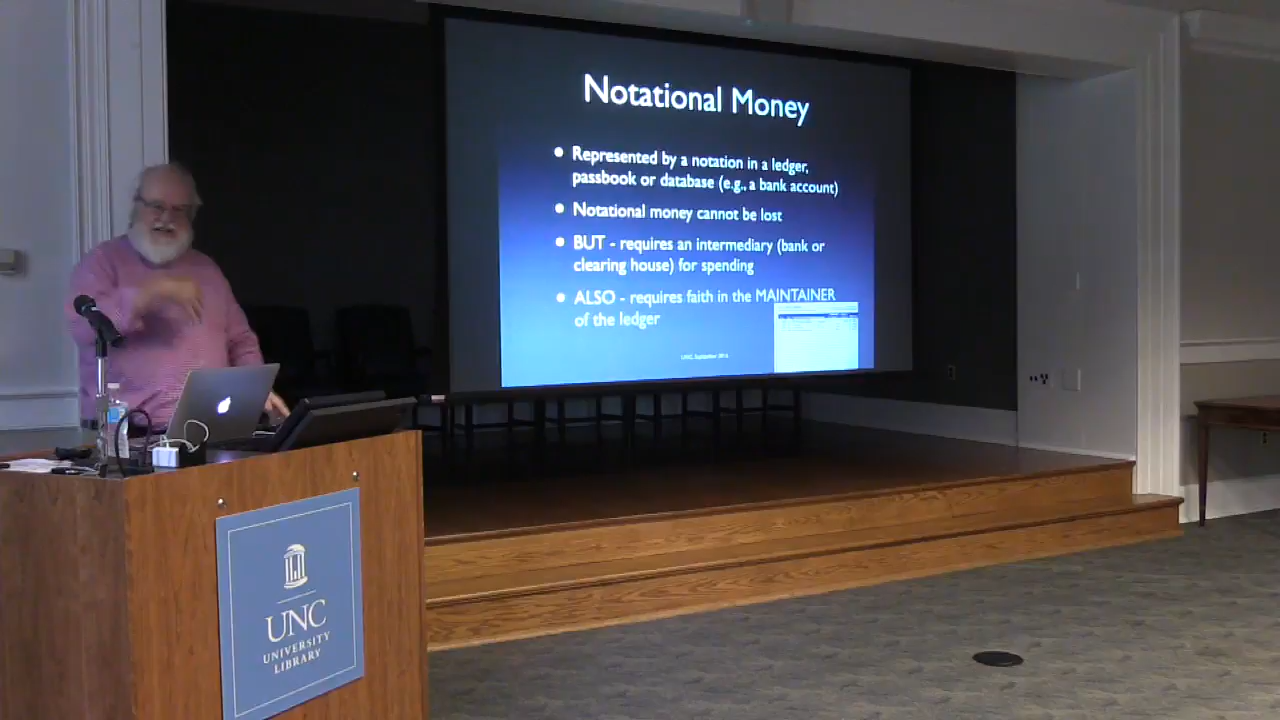 Notational Money
• Represented by a notation in a ledger,
passbook or database (e.g., a bank account)
• Notational money cannot be lost
• BUT - requires an intermediary (bank or
clearing house) for spending
• ALSO - requires faith in the MAINTAINER
of the ledger
UNC
UNIVERSITY
LIBRARY